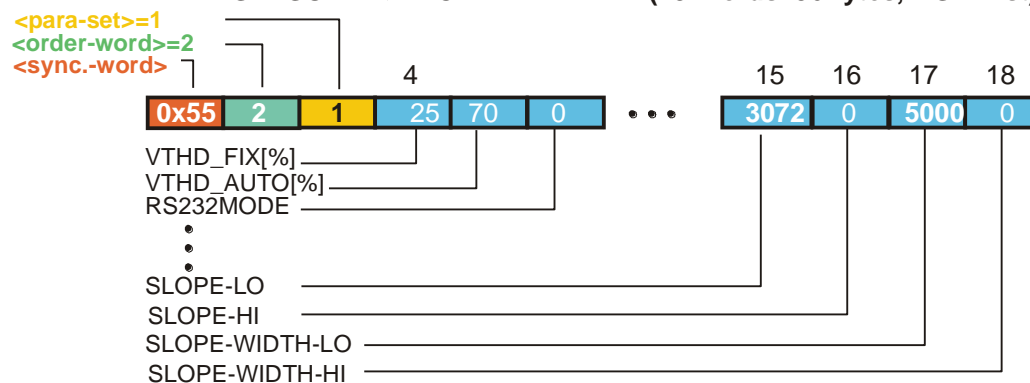 <para-set>=1
<order-word>=2
<sync.-word>
4 15 16 17 18
0x55 2 1 25 70 0 3072 0 5000 0
VTHD_FIX[%]
VTHD_AUTO[%]
RS232MODE
SLOPE-LO
SLOPE-HI
SLOPE-WIDTH-LO
SLOPE-WIDTH-HI